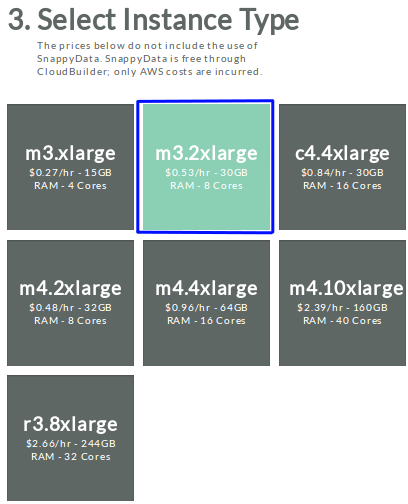 3. Select Instance Type
The prices below do not include the use of
SnappyData. SnappyData is free through
CloudBuilder; only AWS costs are incurred.
m3.xlarge
$0.27/hr - 15GB
RAM - 4 Cores
m3.2xlarge
$0.53/hr - 30GB
RAM - 8 Cores
c4.4xlarge
$0.84/hr - 30GB
RAM - 16 Cores
m4.2xlarge
$0.48/hr - 32GB
RAM - 8 Cores
m4.4xlarge
$0.96/hr - 64GB
RAM - 16 Cores
m4.10xlarge
$2.39/hr - 160GB
RAM - 40 Cores
r3.8xlarge
$2.66/hr - 244GB
RAM - 32 Cores